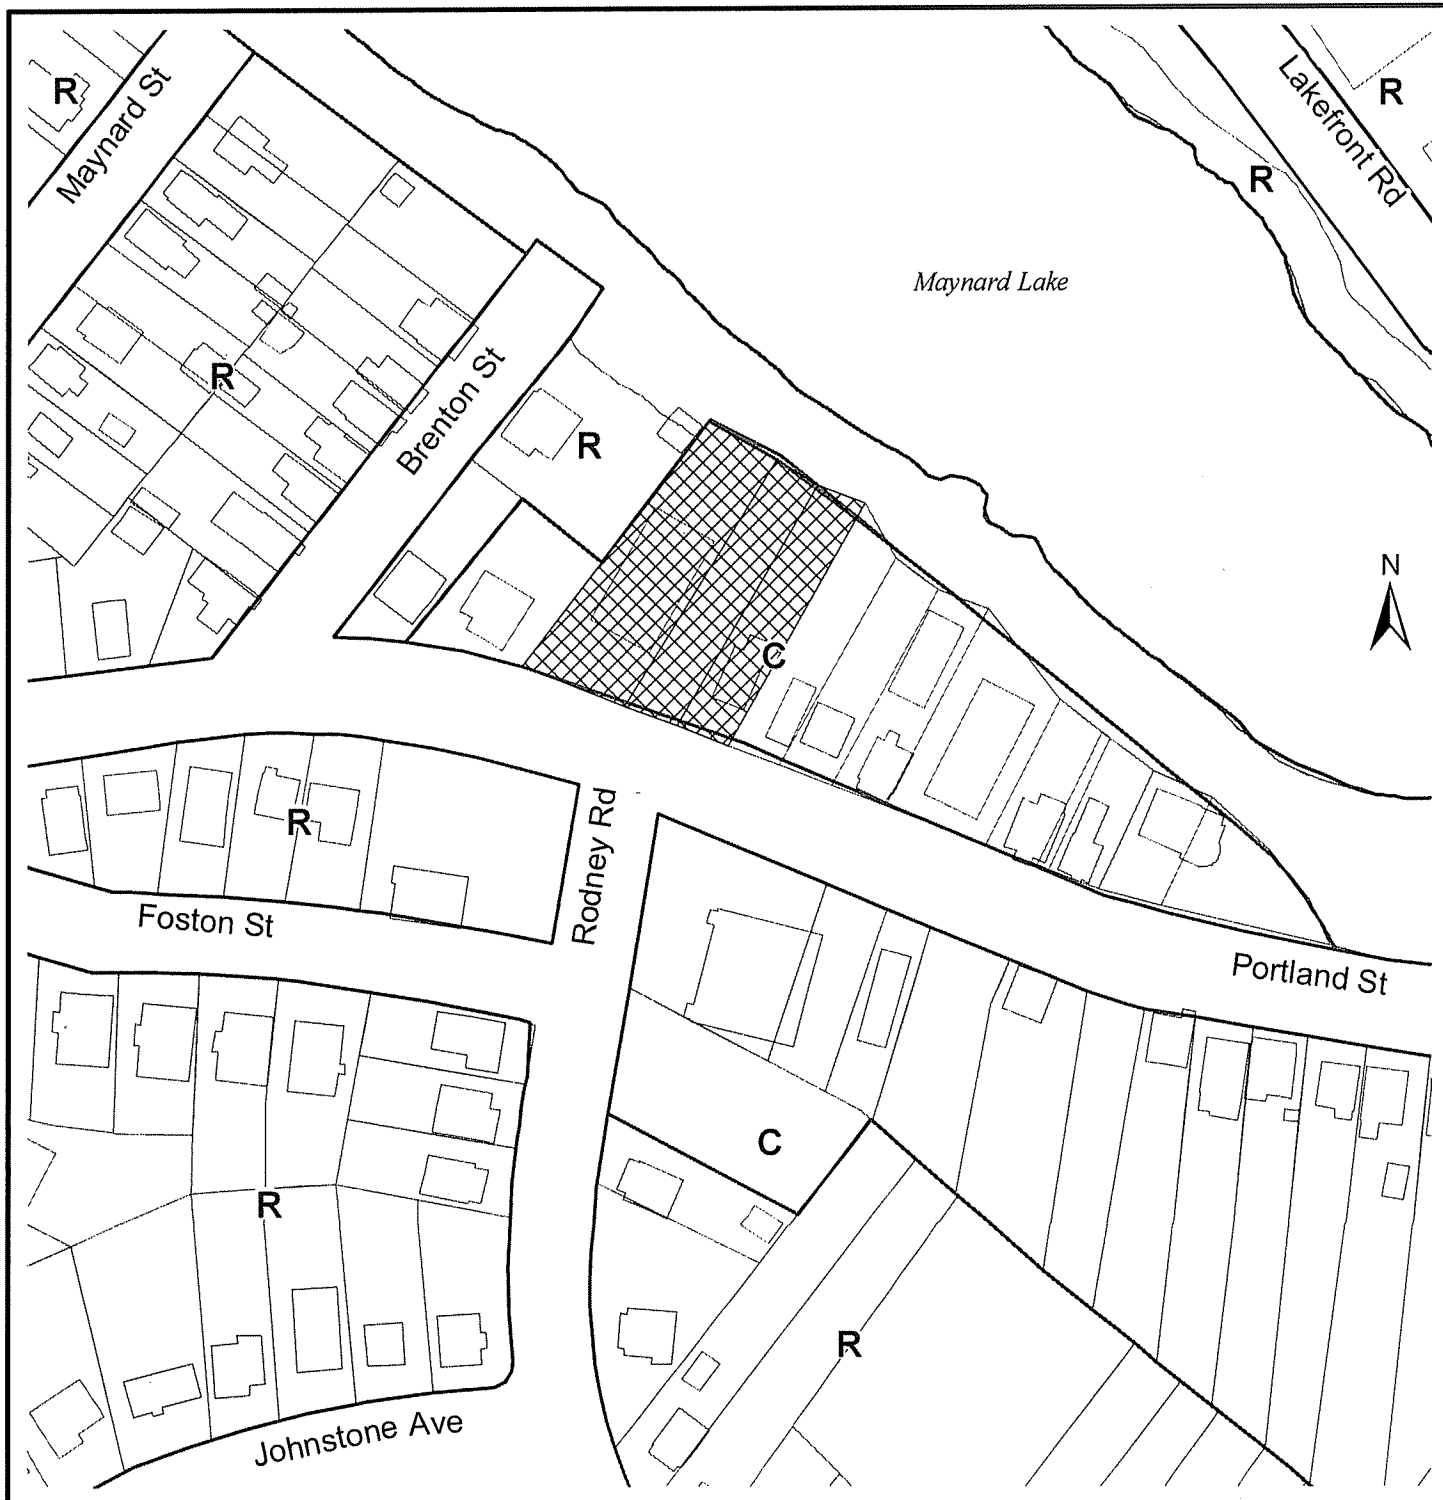 R
Maynard St
Lakefront Rd
R
R
Maynard Lake
R
Brenton St
R
N
C
Rodney Rd
R
Foston St
Portland St
C
R
R
Johnstone Ave